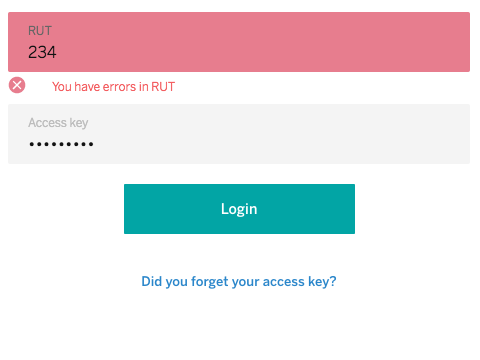 RUT
234
You have errors in RUT
Access key
•••••••••
Login
Did you forget your access key?